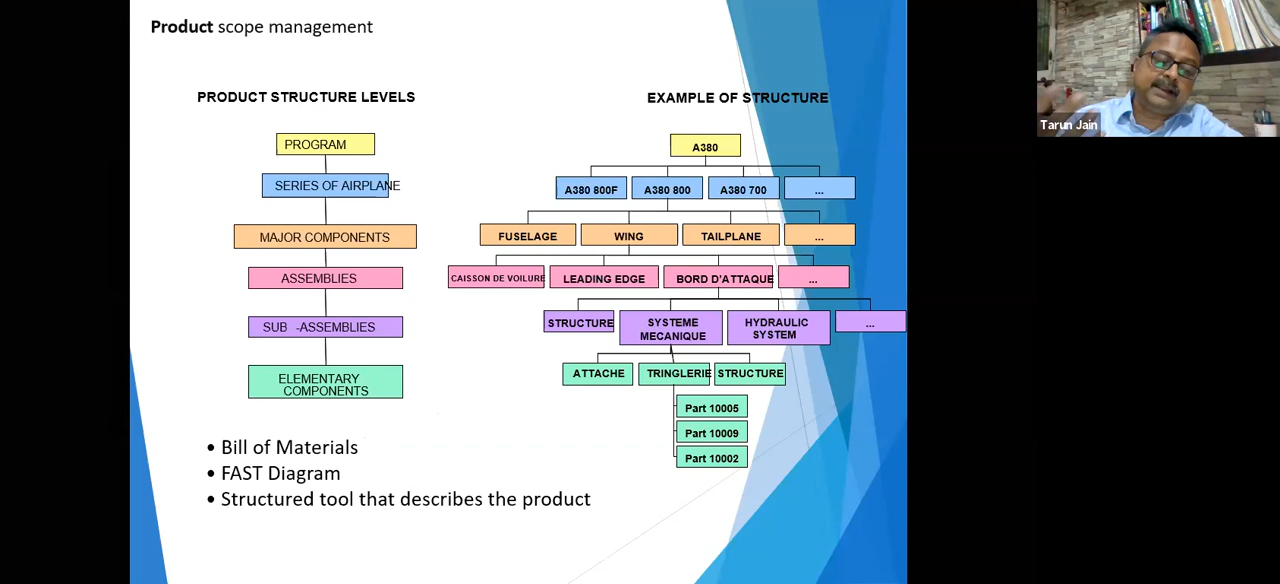 Product scope management
PRODUCT STRUCTURE LEVELS
PROGRAM
SERIES OF AIRPLANE
MAJOR COMPONENTS
ASSEMBLIES
SUB -ASSEMBLIES
ELEMENTARY
COMPONENTS
EXAMPLE OF STRUCTURE
A380
A380 800F A380 800 A380 700 ...
FUSELAGE WING TAILPLANE ...
CAISSON DE VOILURE LEADING EDGE BORD D'ATTAQUE ...
STRUCTURE SYSTEME MECANIQUE HYDRAULIC SYSTEM ...
ATTACHE TRINGLERIE STRUCTURE
Part 10005
Part 10009
Part 10002
• Bill of Materials
• FAST Diagram
• Structured tool that describes the product
Tarun Jain